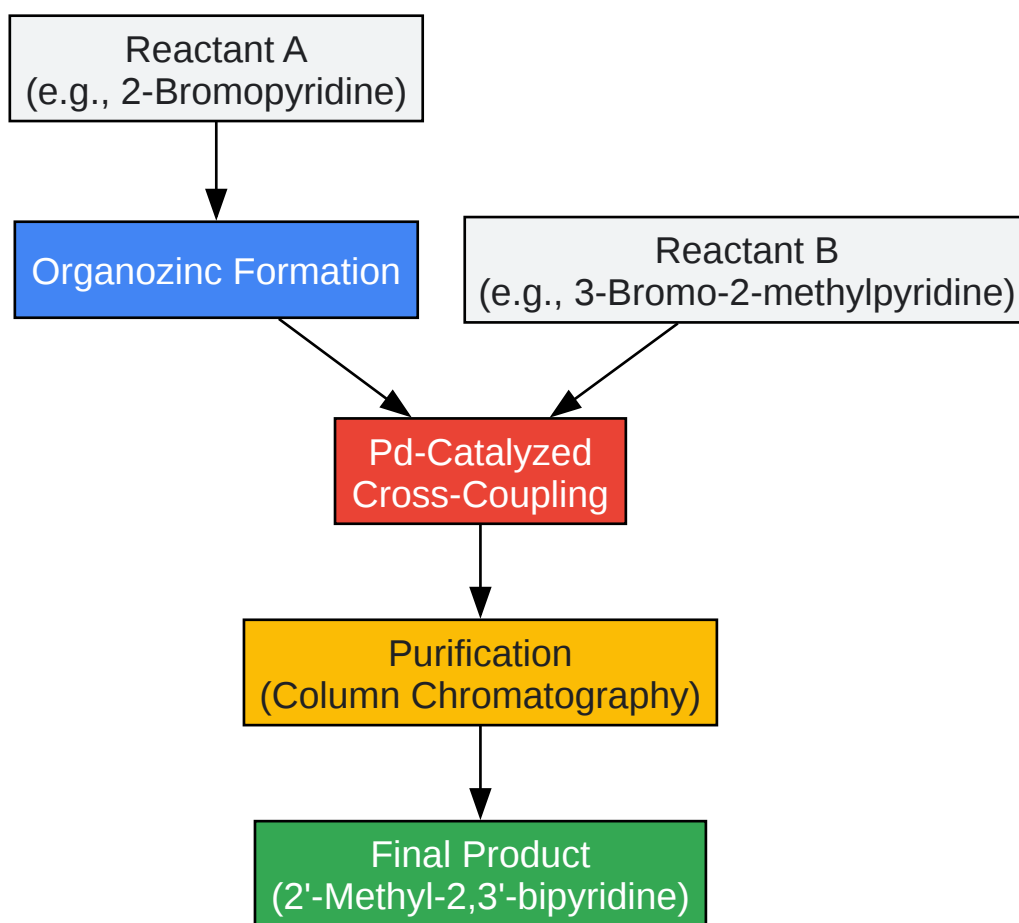 Reactant A
(e.g., 2-Bromopyridine)
Organozinc Formation
Reactant B
(e.g., 3-Bromo-2-methylpyridine)
Pd-Catalyzed
Cross-Coupling
Purification
(Column Chromatography)
Final Product
(2'-Methyl-2,3'-bipyridine)